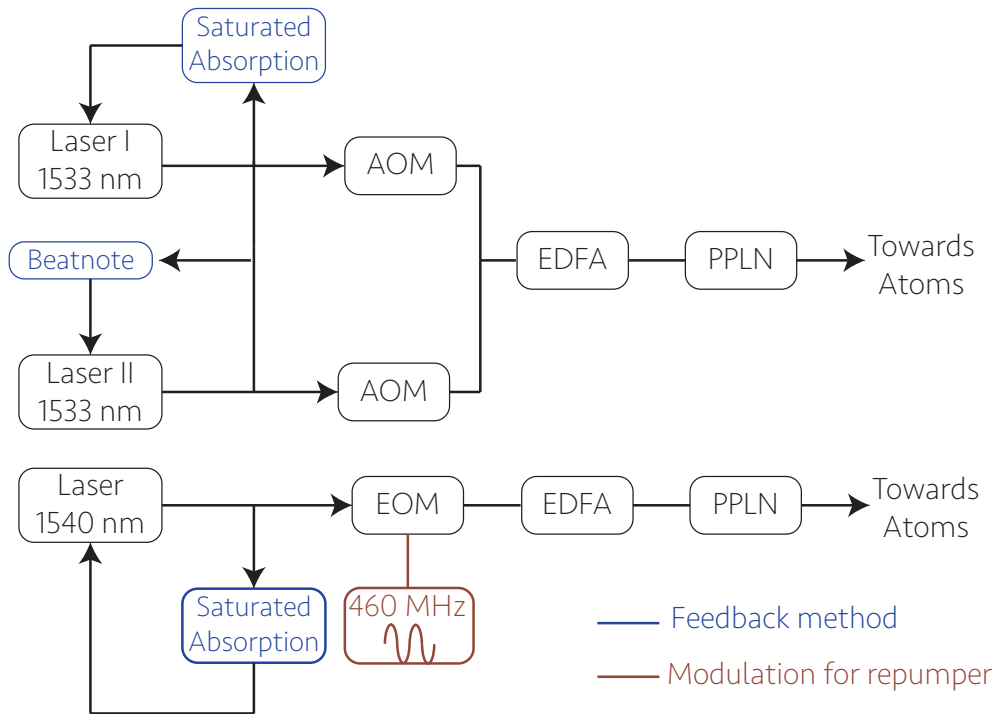 Saturated
Absorption
Laser I
1533 nm
AOM
Beatnote
EDFA
PPLN
Towards
Atoms
Laser II
1533 nm
AOM
Laser
1540 nm
EOM
EDFA
PPLN
Towards
Atoms
Saturated
Absorption
460 MHz
Feedback method
Modulation for repumper